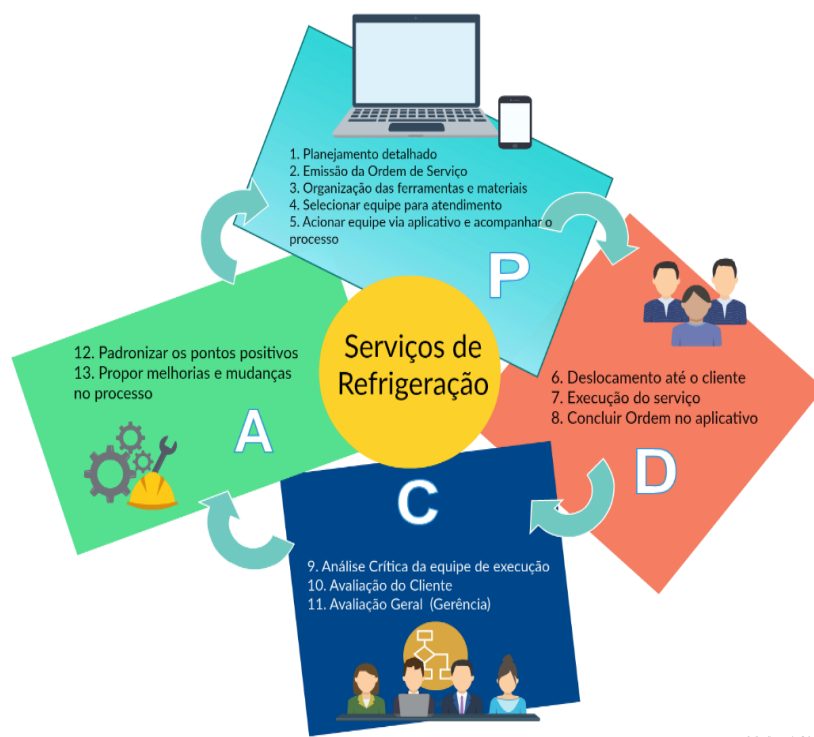 1. Planejamento detalhado
2. Emissão da Ordem de Serviço
3. Organização das ferramentas e materiais
4. Selecionar equipe para atendimento
5. Acionar equipe via aplicativo e acompanhar o
processo
P
6. Deslocamento até o cliente
7. Execução do serviço
8. Concluir Ordem no aplicativo
D
Serviços de
Refrigeração
C
9. Análise Crítica da equipe de execução
10. Avaliação do Cliente
11. Avaliação Geral (Gerência)
12. Padronizar os pontos positivos
13. Propor melhorias e mudanças
no processo
A